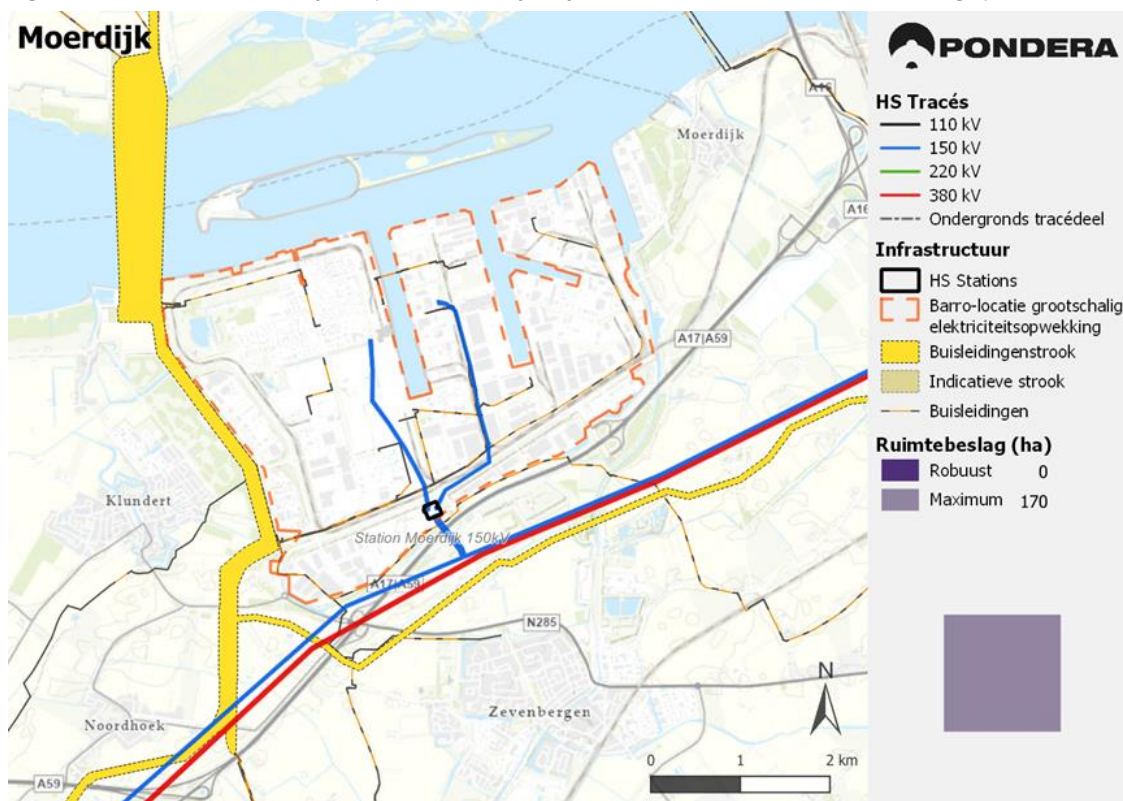 Moerdijk
A16
Moerdijk
A16
A17|A59
Klundert
Station Moerdijk 150kV
A17|A59
N285
Zevenbergen
Noordhoek
A59
N
0 1 2 km
PONDERA
HS Tracés
110 kV
150 kV
220 kV
380 kV
Ondergronds tracédeel
Infrastructuur
HS Stations
Barro-locatie grootschalig
elektriciteitsopwekking
Buisleidingenstrook
Indicatieve strook
Buisleidingen
Ruimtebeslag (ha)
Robuust 0
Maximum 170